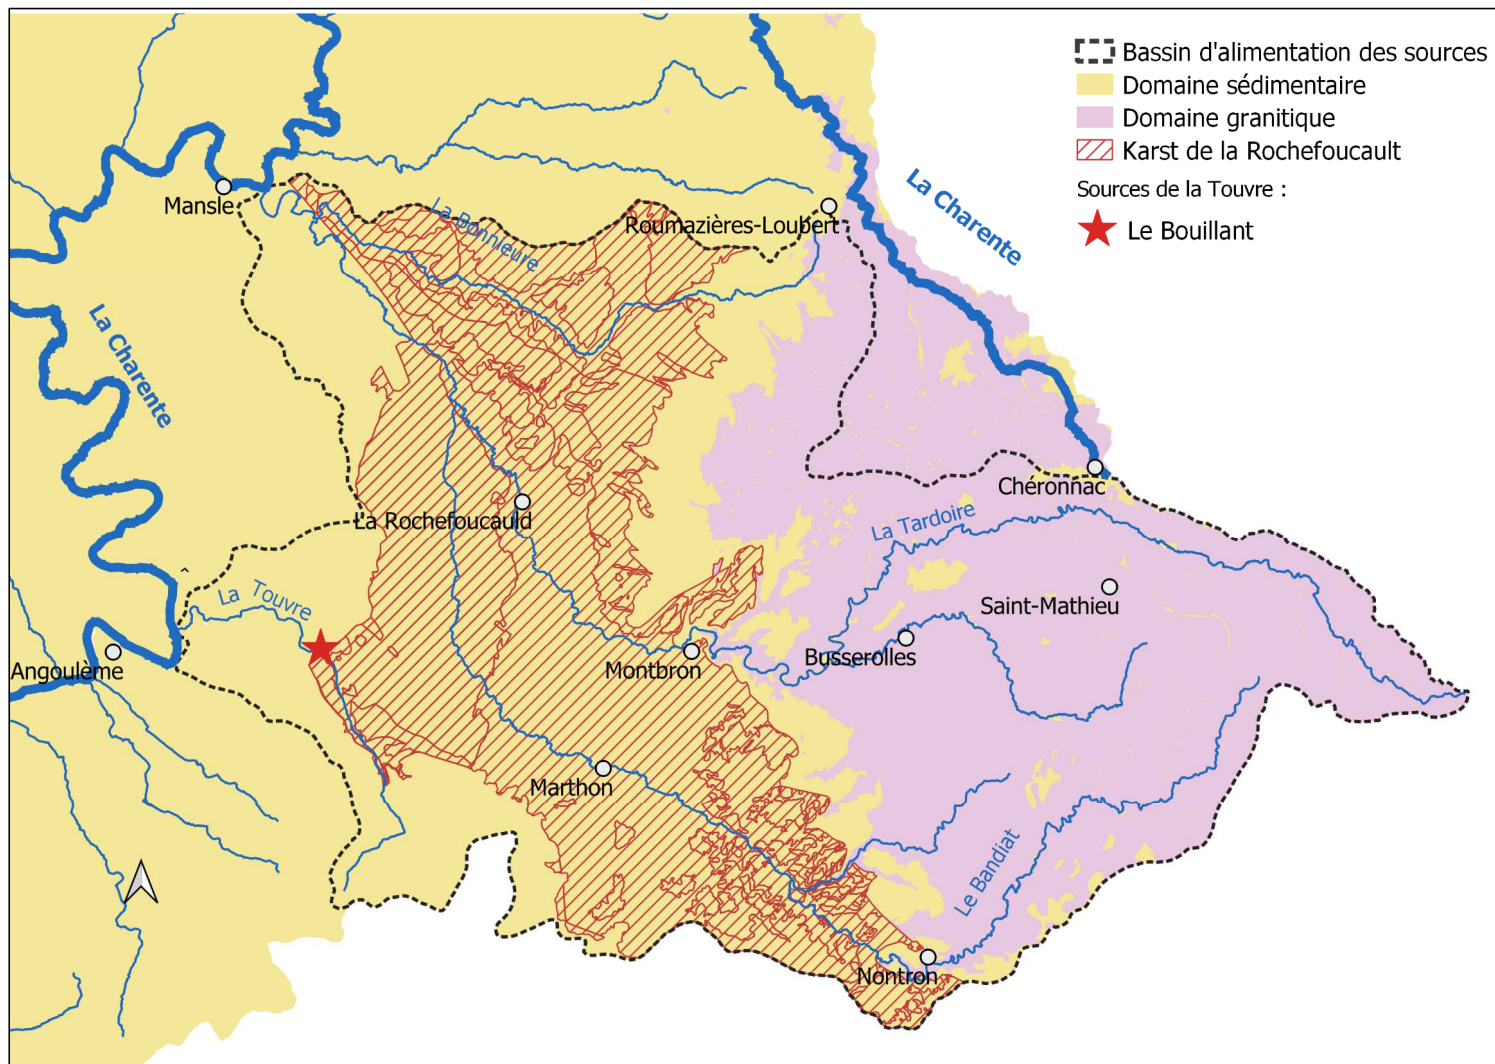 Bassin d'alimentation des sources
Domaine sédimentaire
Domaine granitique
Karst de la Rochefoucault
Sources de la Touvre :
Le Bouillant
La Charente
Mansle
La Bonnieure
Roumazières-Loubert
La Charente
Chéronnac
La Rochefoucauld
La Tardoire
La Touvre
Saint-Mathieu
Angoulême
Montbron
Busserolles
Marthon
Le Bandiat
Nontron